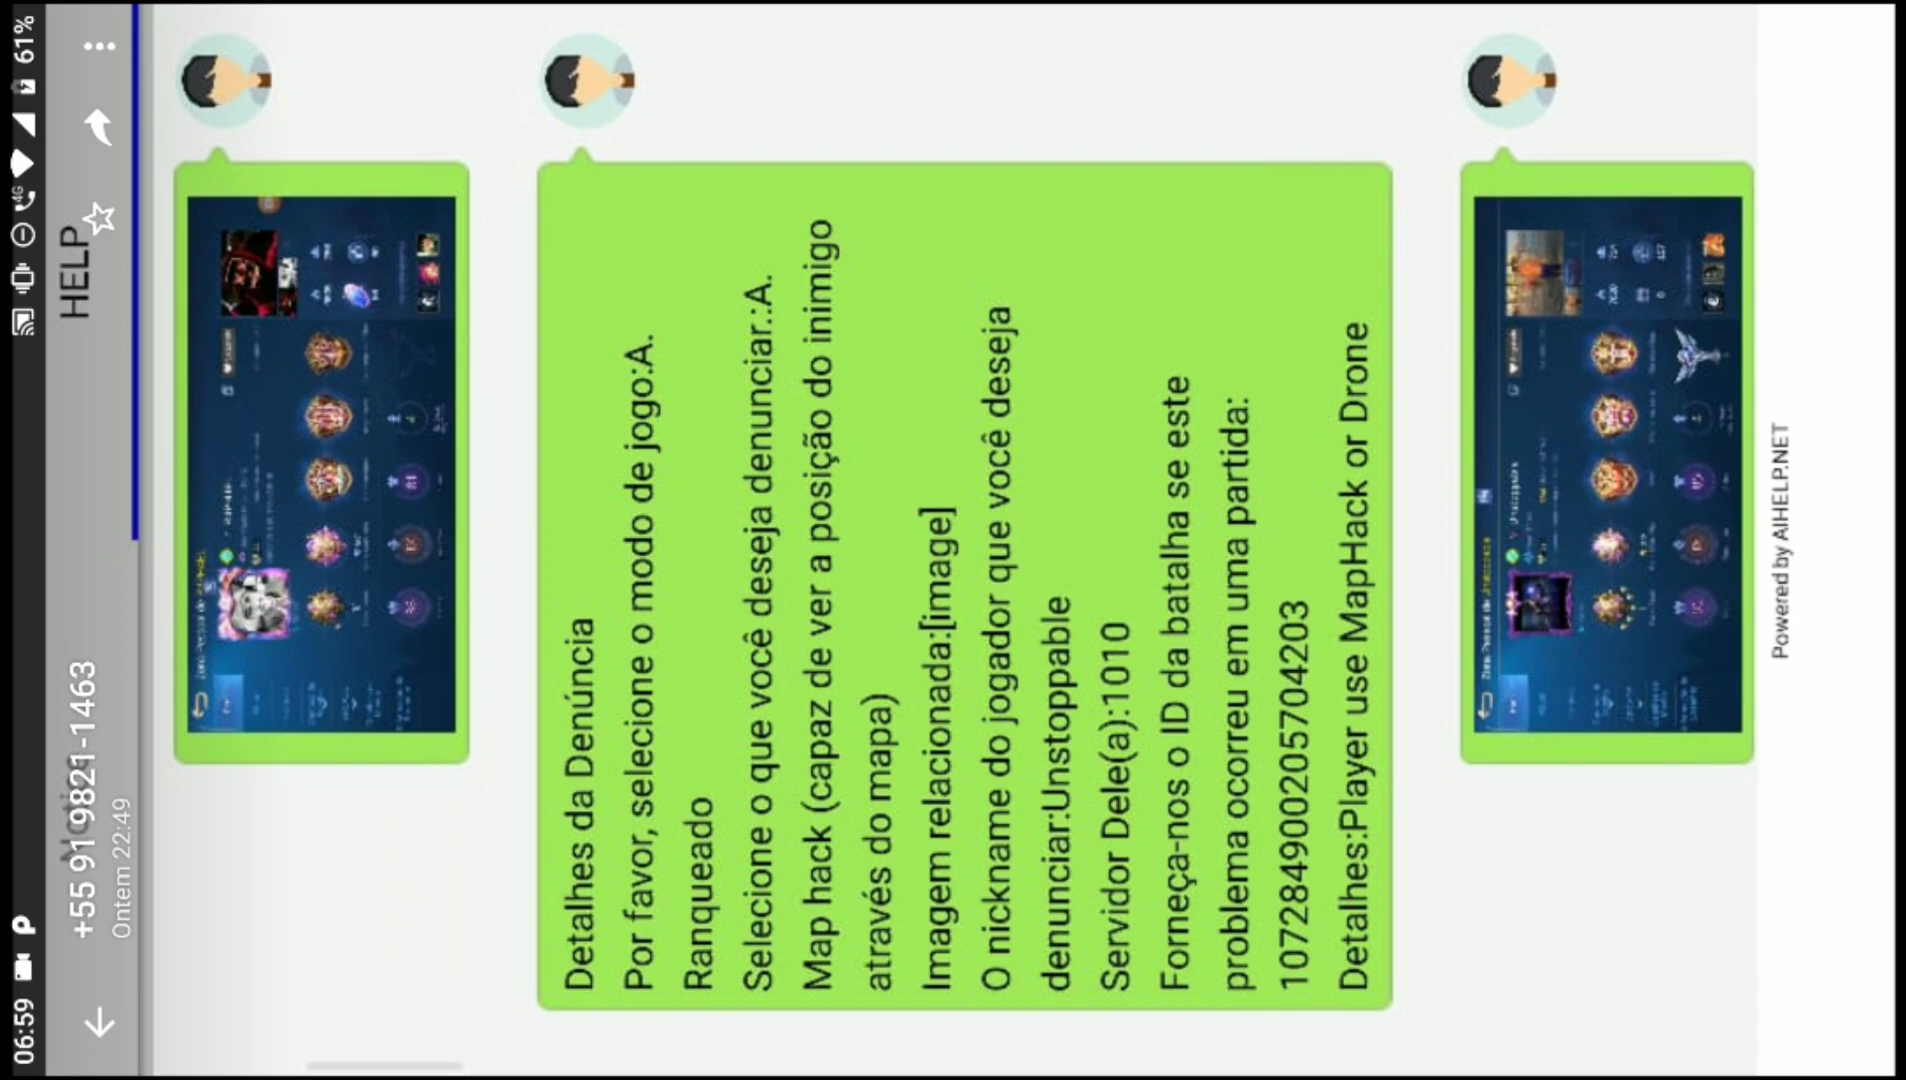 06:59
4G
61%
Notice
HELP
+55 91 9821-1463
Ontem 22:49
Detalhes da Denúncia
Por favor, selecione o modo de jogo:A.
Ranqueado
Selecione o que você deseja denunciar.:A.
Map hack (capaz de ver a posição do inimigo
através do mapa)
Imagem relacionada:[image]
O nickname do jogador que você deseja
denunciar:Unstoppable
Servidor Dele(a):1010
Forneça-nos o ID da batalha se este
problema ocorreu em uma partida:
107284900205704203
Detalhes:Player use MapHack or Drone
Powered by AIHELP.NET